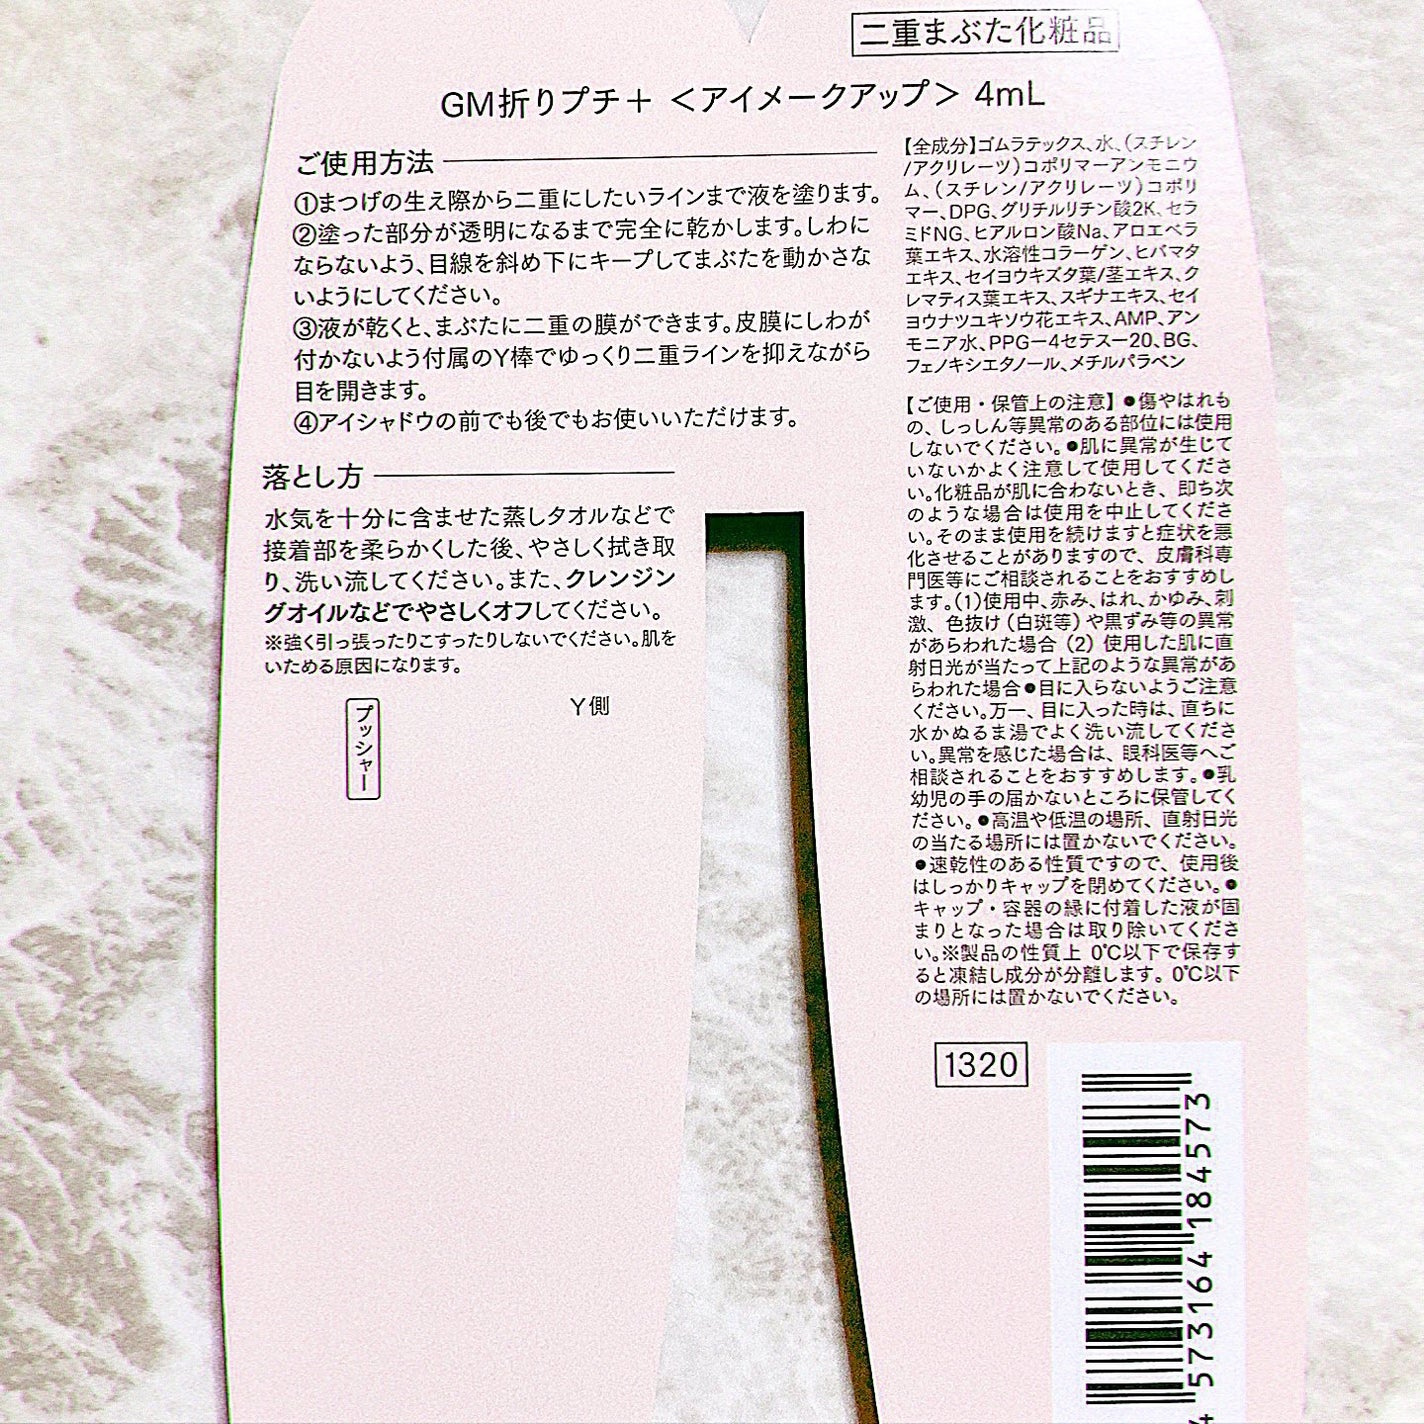 二重まぶた化粧品
GM折りプチ＋ ＜アイメークアップ＞ 4mL
ご使用方法
①まつげの生え際から二重にしたいラインまで液を塗ります。
②塗った部分が透明になるまで完全に乾かします。しわに
ならないよう、目線を斜め下にキープしてまぶたを動かさな
いようにしてください。
③液が乾くと、まぶたに二重の膜ができます。皮膜にしわが
付かないよう付属のY棒でゆっくり二重ラインを抑えながら
目を開きます。
④アイシャドウの前でも後でもお使いいただけます。
落とし方
水気を十分に含ませた蒸しタオルなどで
接着部を柔らかくした後、やさしく拭き取
り、洗い流してください。また、クレンジン
グオイルなどでやさしくオフしてください。
※強く引っ張ったりこすったりしないでください。肌を
いためる原因になります。
プッシャー
Y側
【全成分】ゴムラテックス、水、（スチレン
/アクリレーツ）コポリマーアンモニウ
ム、（スチレン/アクリレーツ）コポリ
マー、DPG、グリチルリチン酸2K、セラ
ミドNG、ヒアルロン酸Na、アロエベラ
葉エキス、水溶性コラーゲン、ヒバマタ
エキス、セイヨウキズタ葉/茎エキス、ク
レマティス葉エキス、スギナエキス、セイ
ヨウナツユキソウ花エキス、AMP、アン
モニア水、PPGー4セテスー20、BG、
フェノキシエタノール、メチルパラベン
【ご使用・保管上の注意】●傷やはれも
の、しっしん等異常のある部位には使用
しないでください。●肌に異常が生じて
いないかよく注意して使用してくださ
い。化粧品が肌に合わないとき、即ち次
のような場合は使用を中止してくださ
い。そのまま使用を続けますと症状を悪
化させることがありますので、皮膚科専
門医等にご相談されることをおすすめし
ます。（1）使用中、赤み、はれ、かゆみ、刺
激、色抜け（白斑等）や黒ずみ等の異常
があらわれた場合（2）使用した肌に直
射日光が当たって上記のような異常があ
らわれた場合●目に入らないようご注意
ください。万一、目に入った時は、直ちに
水かぬるま湯でよく洗い流してくださ
い。異常を感じた場合は、眼科医等へご
相談されることをおすすめします。●乳
幼児の手の届かないところに保管してく
ださい。●高温や低温の場所、直射日光
の当たる場所には置かないでください。
●速乾性のある性質ですので、使用後
はしっかりキャップを閉めてください。●
キャップ・容器の縁に付着した液が固
まりとなった場合は取り除いてくださ
い。※製品の性質上 0℃以下で保存す
ると凍結し成分が分離します。0℃以下
の場所には置かないでください。
1320
4 573164 184573